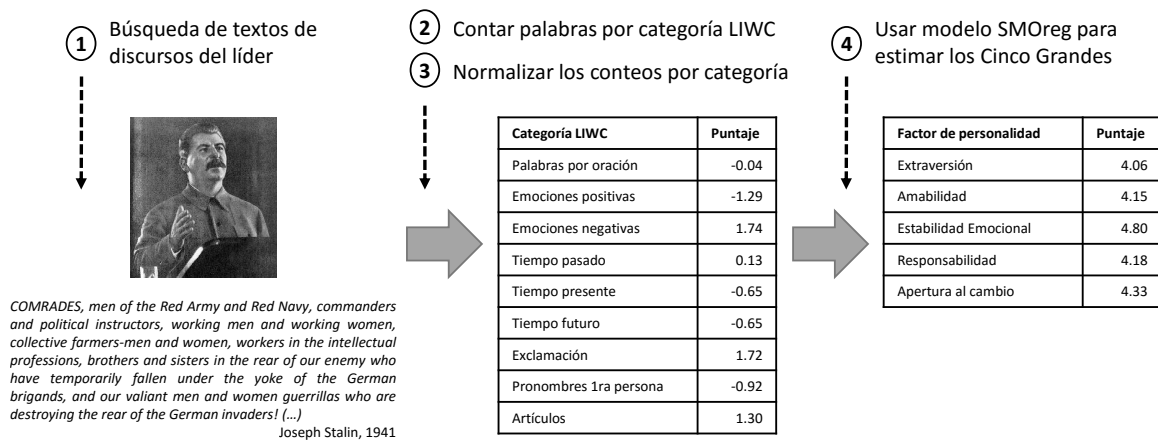 1
Búsqueda de textos de
discursos del líder
COMRADES, men of the Red Army and Red Navy, commanders
and political instructors, working men and working women,
collective farmers-men and women, workers in the intellectual
professions, brothers and sisters in the rear of our enemy who
have temporarily fallen under the yoke of the German
brigands, and our valiant men and women guerrillas who are
destroying the rear of the German invaders! (...)
Joseph Stalin, 1941
2 Contar palabras por categoría LIWC
3 Normalizar los conteos por categoría
Categoría LIWC Puntaje
Palabras por oración -0.04
Emociones positivas -1.29
Emociones negativas 1.74
Tiempo pasado 0.13
Tiempo presente -0.65
Tiempo futuro -0.65
Exclamación 1.72
Pronombres 1ra persona -0.92
Artículos 1.30
4
Usar modelo SMOreg para
estimar los Cinco Grandes
Factor de personalidad Puntaje
Extraversión 4.06
Amabilidad 4.15
Estabilidad Emocional 4.80
Responsabilidad 4.18
Apertura al cambio 4.33